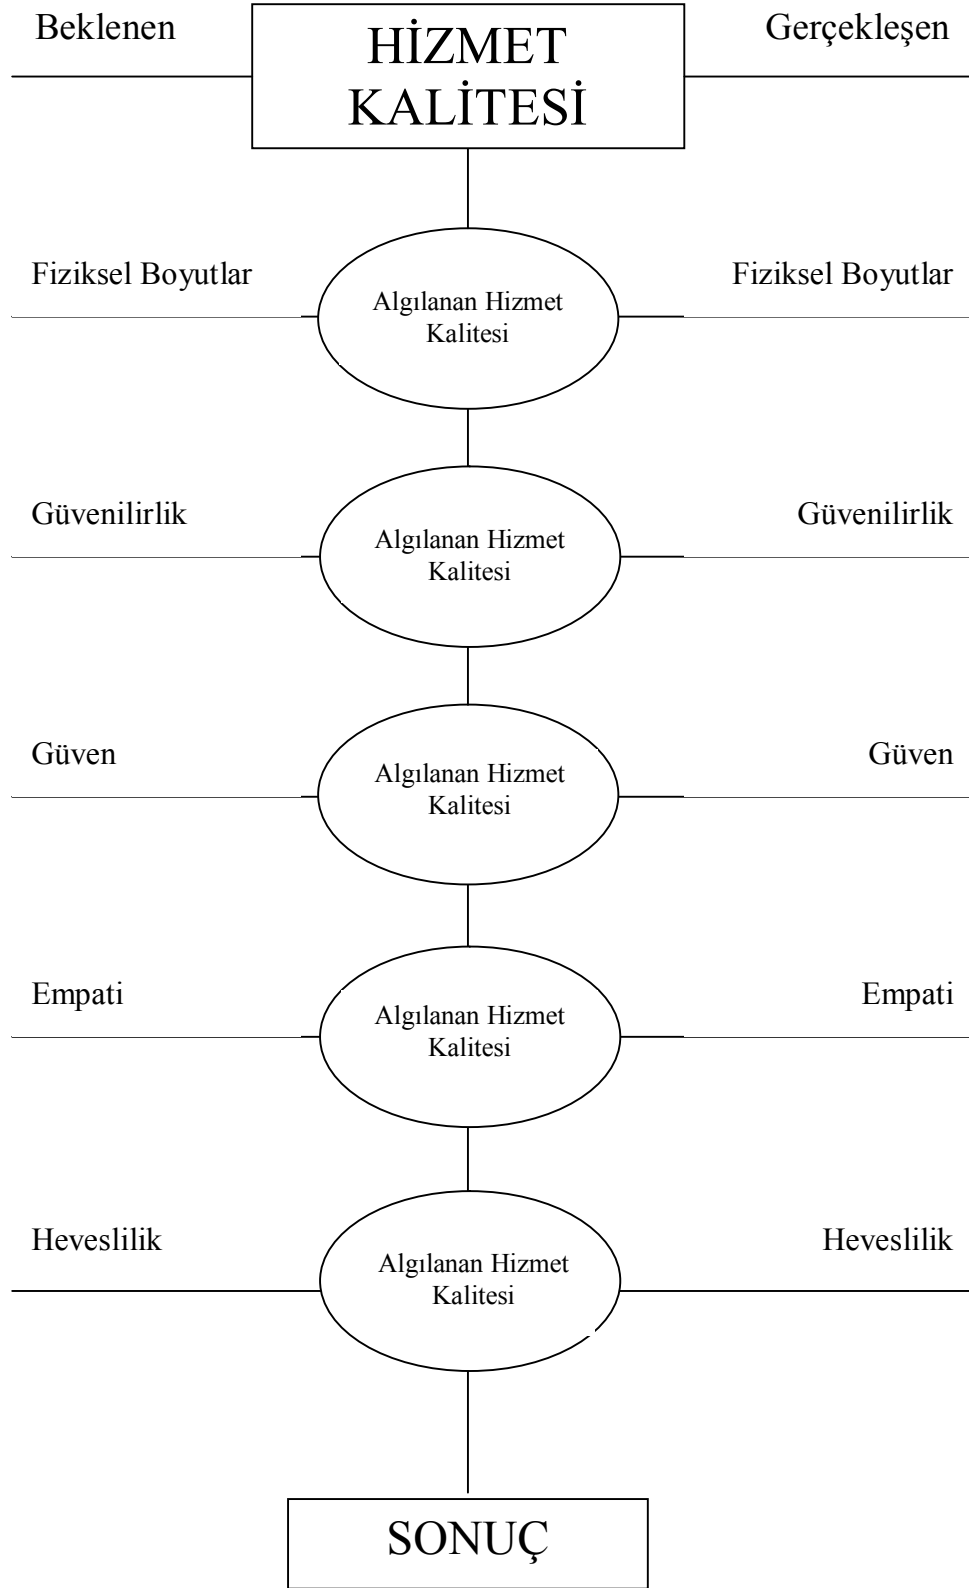 Beklenen
HİZMET
KALİTESİ
Gerçekleşen
Fiziksel Boyutlar
Algılanan Hizmet
Kalitesi
Fiziksel Boyutlar
Güvenilirlik
Algılanan Hizmet
Kalitesi
Güvenilirlik
Güven
Algılanan Hizmet
Kalitesi
Güven
Empati
Algılanan Hizmet
Kalitesi
Empati
Heveslilik
Algılanan Hizmet
Kalitesi
Heveslilik
SONUÇ